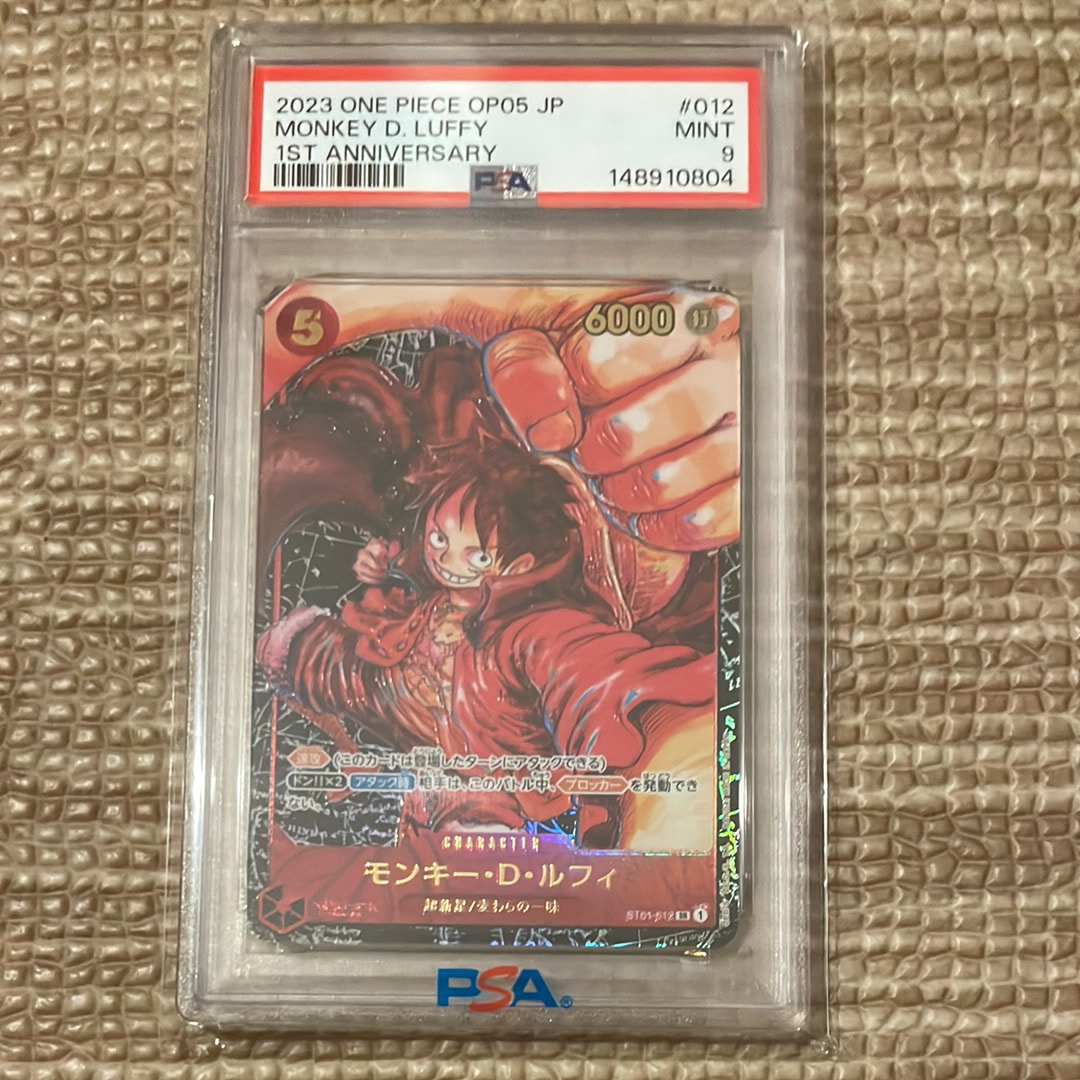 2023 ONE PIECE OP05 JP #012
MONKEY D. LUFFY MINT
1ST ANNIVERSARY 9
PSA 148910804
5
6000 打
速攻 (このカードは登場したターンにアタックできる)
ドン!!×2 アタック時 相手は、このバトル中、ブロッカー を発動でき
ない。
CHARACTER
モンキー・D・ルフィ
超新星/麦わらの一味
ST01-012 SR 1
PSA